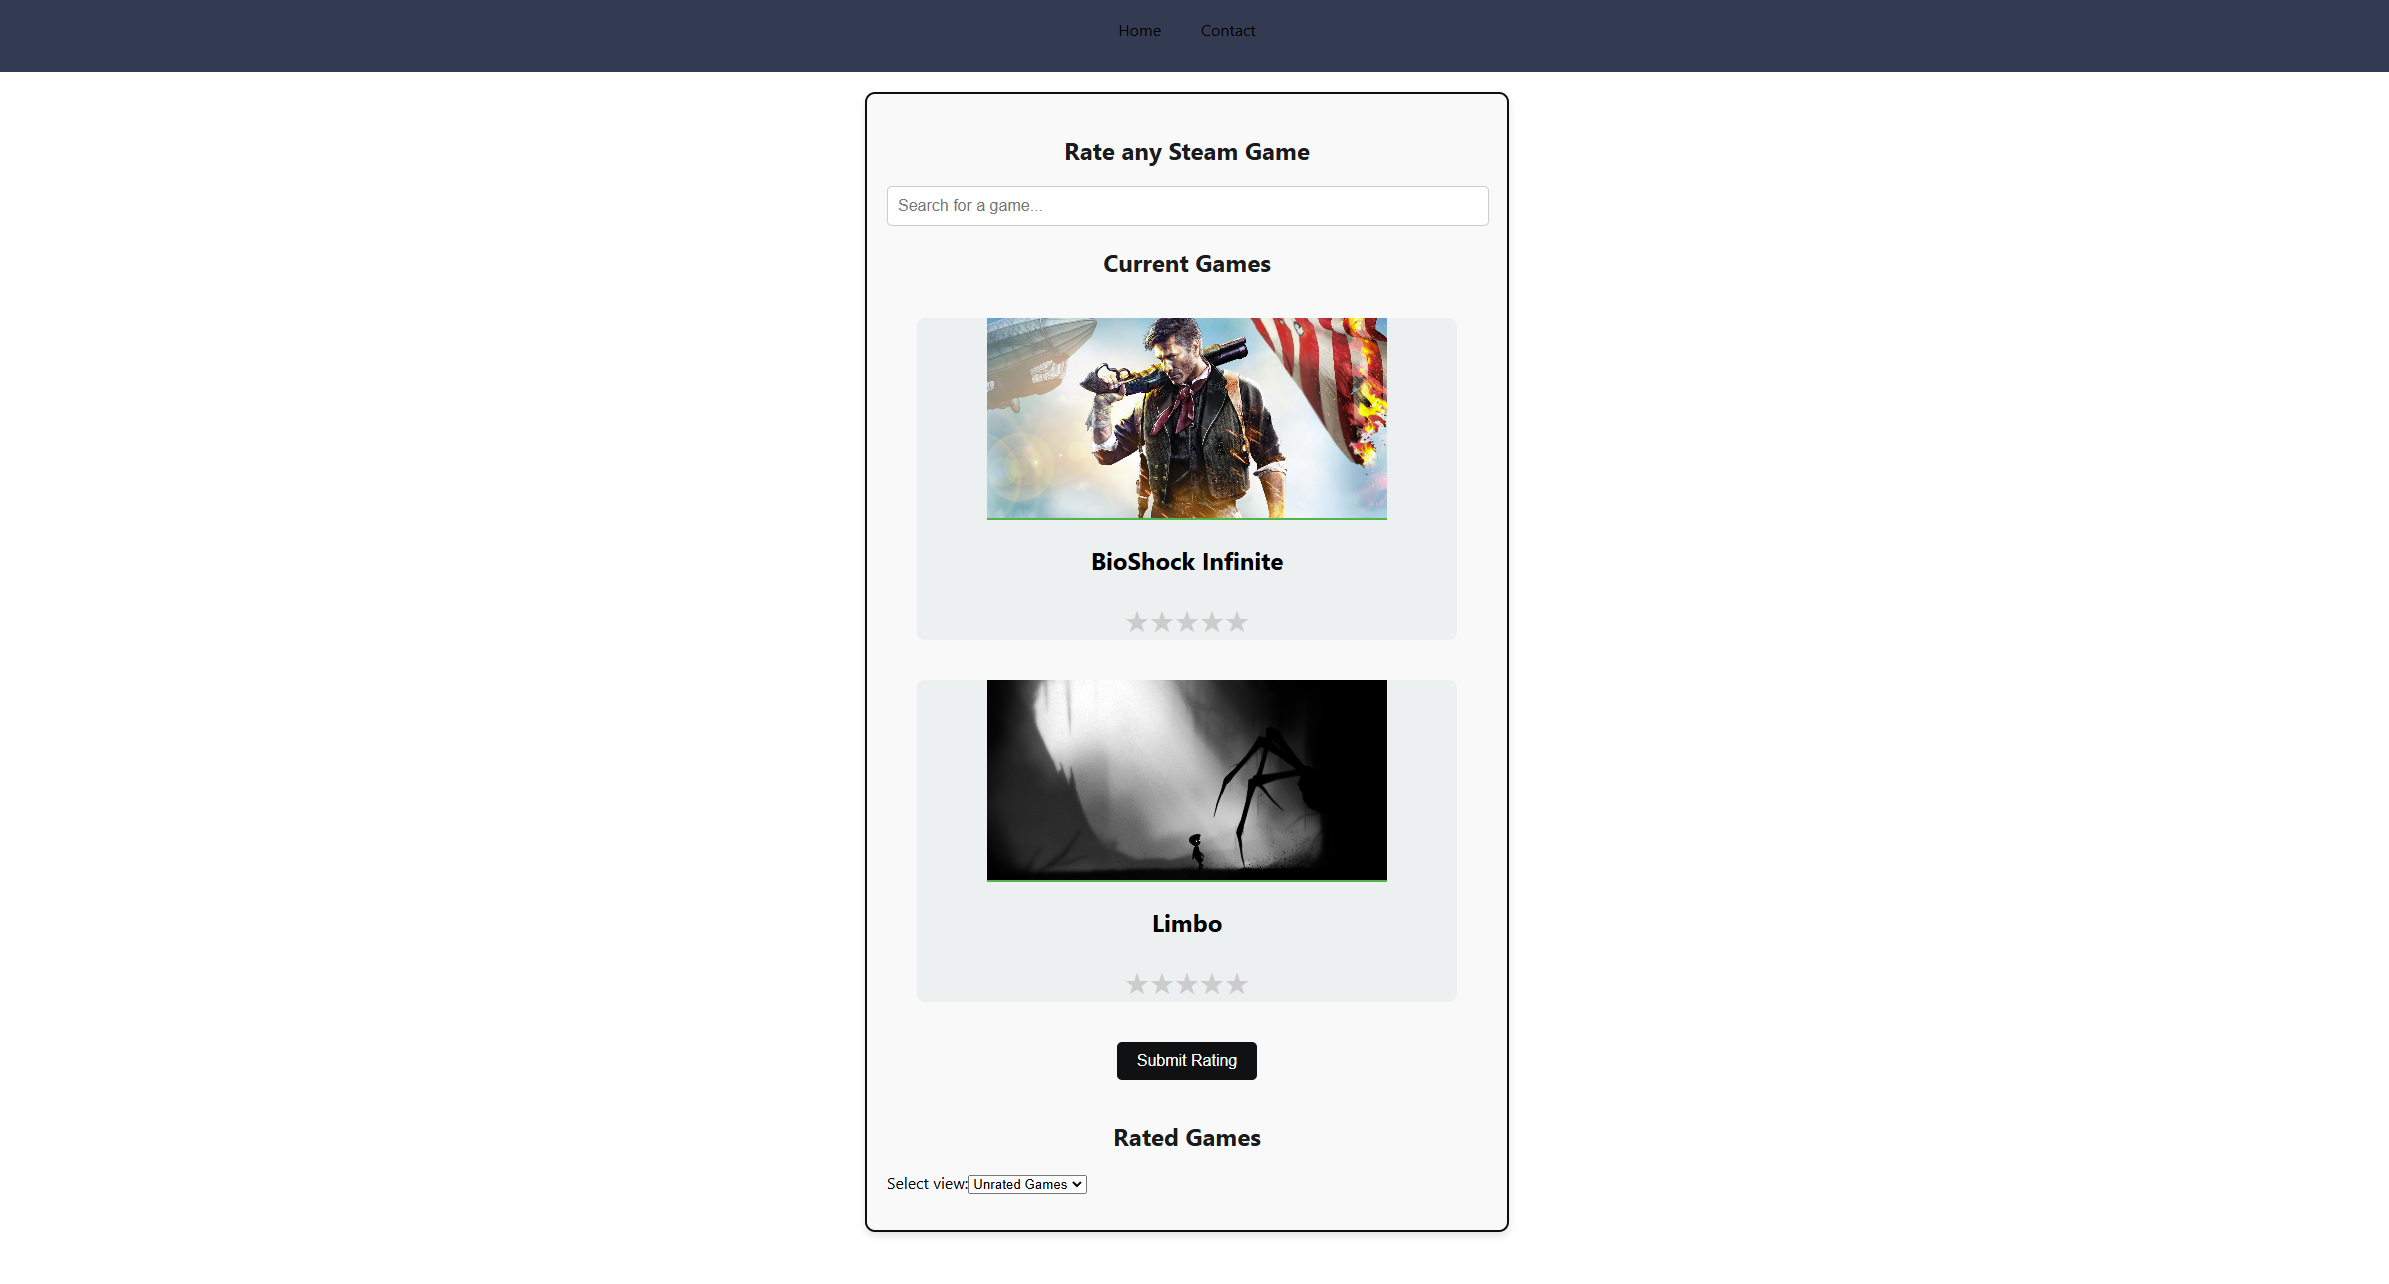 Home Contact
Rate any Steam Game
Search for a game...
Current Games
BioShock Infinite
★★★★★
Limbo
★★★★★
Submit Rating
Rated Games
Select view: Unrated Games